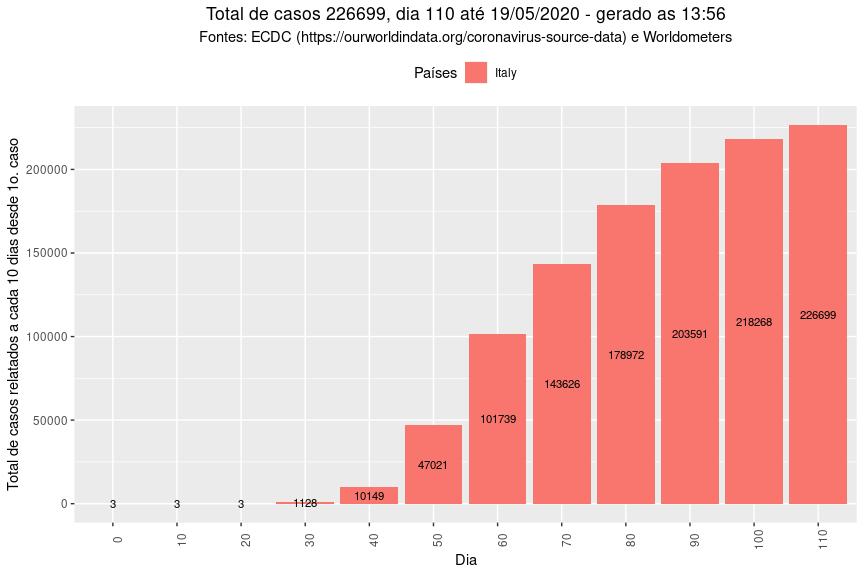 Total de casos 226699, dia 110 até 19/05/2020 - gerado as 13:56
Fontes: ECDC (https://ourworldindata.org/coronavirus-source-data) e Worldometers
Países Italy
Total de casos relatados a cada 10 dias desde 1o. caso
200000
150000
100000
50000
0
3 3 3 1128 10149 47021 101739 143626 178972 203591 218268 226699
0 10 20 30 40 50 60 70 80 90 100 110
Dia